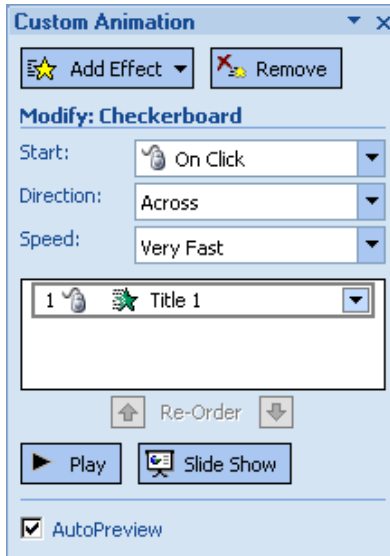 Custom Animation
Add Effect Remove
Modify: Checkerboard
Start: On Click
Direction: Across
Speed: Very Fast
1 Title 1
Re-Order
Play Slide Show
AutoPreview